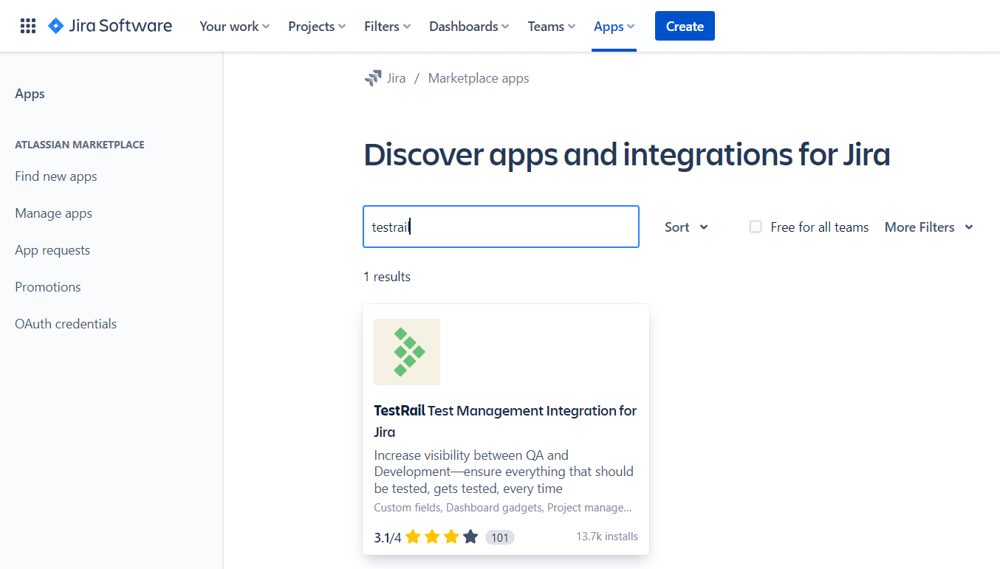 Jira Software Your work Projects Filters Dashboards Teams Apps Create
Apps
ATLASSIAN MARKETPLACE
Find new apps
Manage apps
App requests
Promotions
OAuth credentials
Jira / Marketplace apps
Discover apps and integrations for Jira
testrail
Sort Free for all teams More Filters
1 results
TestRail Test Management Integration for
Jira
Increase visibility between QA and
Development—ensure everything that should
be tested, gets tested, every time
Custom fields, Dashboard gadgets, Project manage...
3.1/4 101 13.7k installs